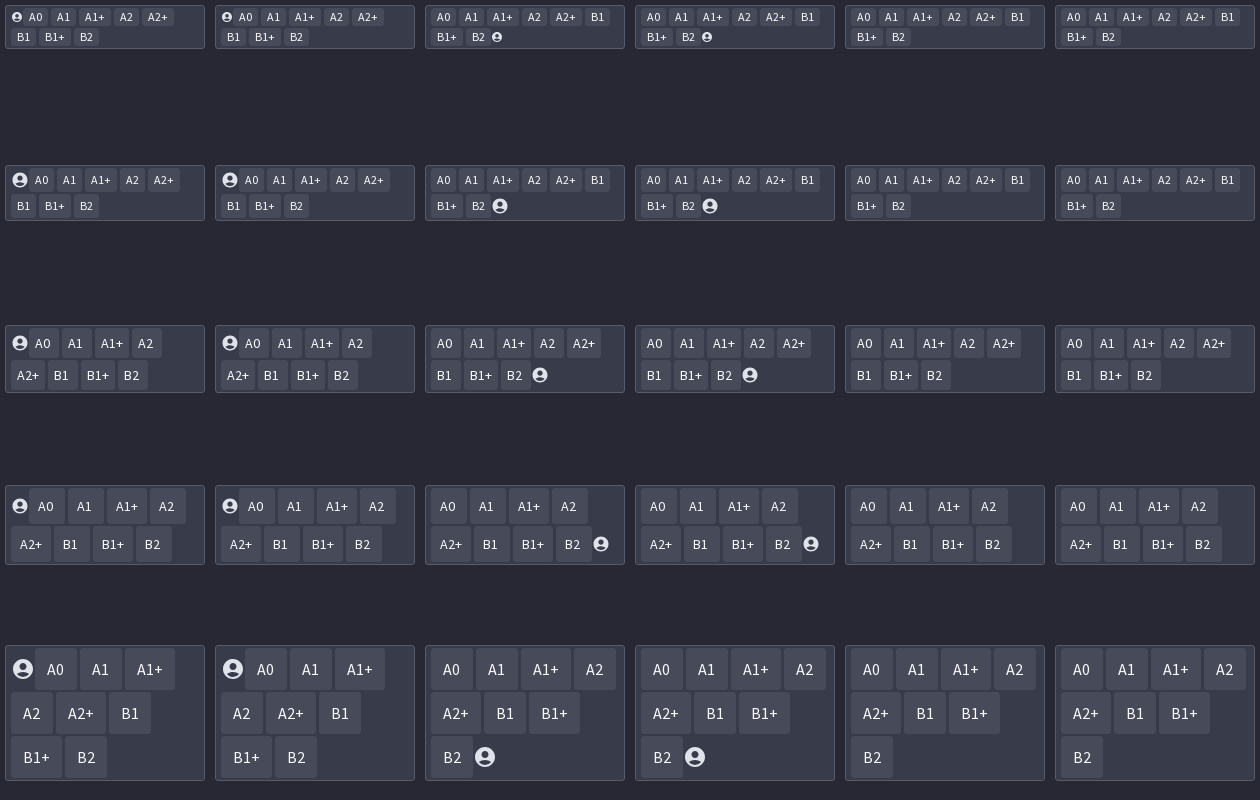 A0 A1 A1+ A2 A2+
B1 B1+ B2
A0 A1 A1+ A2 A2+
B1 B1+ B2
A0 A1 A1+ A2 A2+ B1
B1+ B2
A0 A1 A1+ A2 A2+ B1
B1+ B2
A0 A1 A1+ A2 A2+ B1
B1+ B2
A0 A1 A1+ A2 A2+ B1
B1+ B2
A0 A1 A1+ A2 A2+
B1 B1+ B2
A0 A1 A1+ A2 A2+
B1 B1+ B2
A0 A1 A1+ A2 A2+ B1
B1+ B2
A0 A1 A1+ A2 A2+ B1
B1+ B2
A0 A1 A1+ A2 A2+ B1
B1+ B2
A0 A1 A1+ A2 A2+ B1
B1+ B2
A0 A1 A1+ A2
A2+ B1 B1+ B2
A0 A1 A1+ A2
A2+ B1 B1+ B2
A0 A1 A1+ A2 A2+
B1 B1+ B2
A0 A1 A1+ A2 A2+
B1 B1+ B2
A0 A1 A1+ A2 A2+
B1 B1+ B2
A0 A1 A1+ A2 A2+
B1 B1+ B2
A0 A1 A1+ A2
A2+ B1 B1+ B2
A0 A1 A1+ A2
A2+ B1 B1+ B2
A0 A1 A1+ A2
A2+ B1 B1+ B2
A0 A1 A1+ A2
A2+ B1 B1+ B2
A0 A1 A1+ A2
A2+ B1 B1+ B2
A0 A1 A1+ A2
A2+ B1 B1+ B2
A0 A1 A1+
A2 A2+ B1
B1+ B2
A0 A1 A1+
A2 A2+ B1
B1+ B2
A0 A1 A1+ A2
A2+ B1 B1+
B2
A0 A1 A1+ A2
A2+ B1 B1+
B2
A0 A1 A1+ A2
A2+ B1 B1+
B2
A0 A1 A1+ A2
A2+ B1 B1+
B2